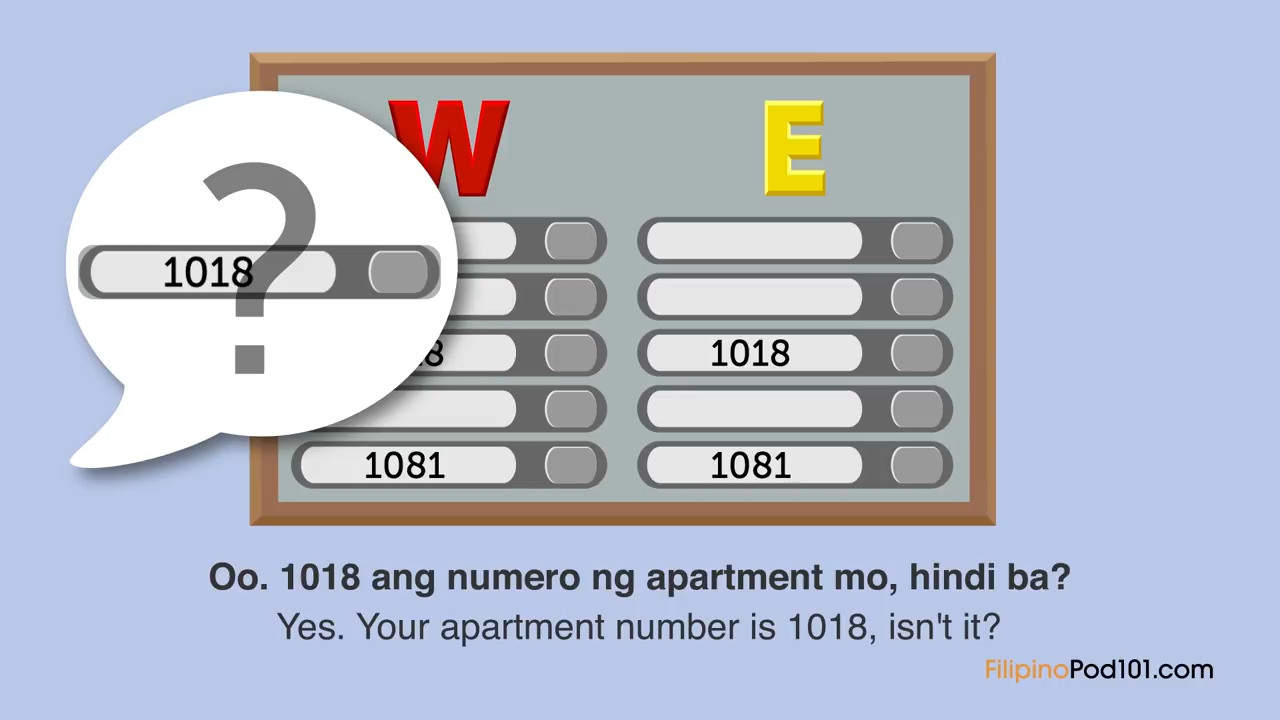 W E
?
1018
1018
1081 1081
Oo. 1018 ang numero ng apartment mo, hindi ba?
Yes. Your apartment number is 1018, isn't it?
FilipinoPod101.com